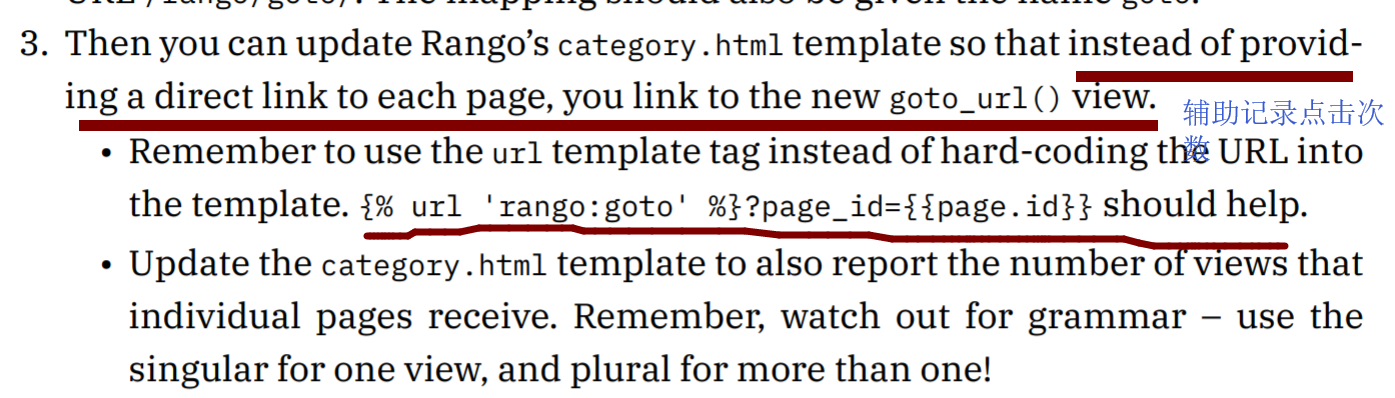 URL /rango/goto/. The mapping should also be given the name goto.
3. Then you can update Rango's category.html template so that instead of provid-
ing a direct link to each page, you link to the new goto_url() view.
辅助记录点击次
数
• Remember to use the url template tag instead of hard-coding the URL into
the template. {% url 'rango:goto' %}?page_id={{page.id}} should help.
• Update the category.html template to also report the number of views that
individual pages receive. Remember, watch out for grammar – use the
singular for one view, and plural for more than one!